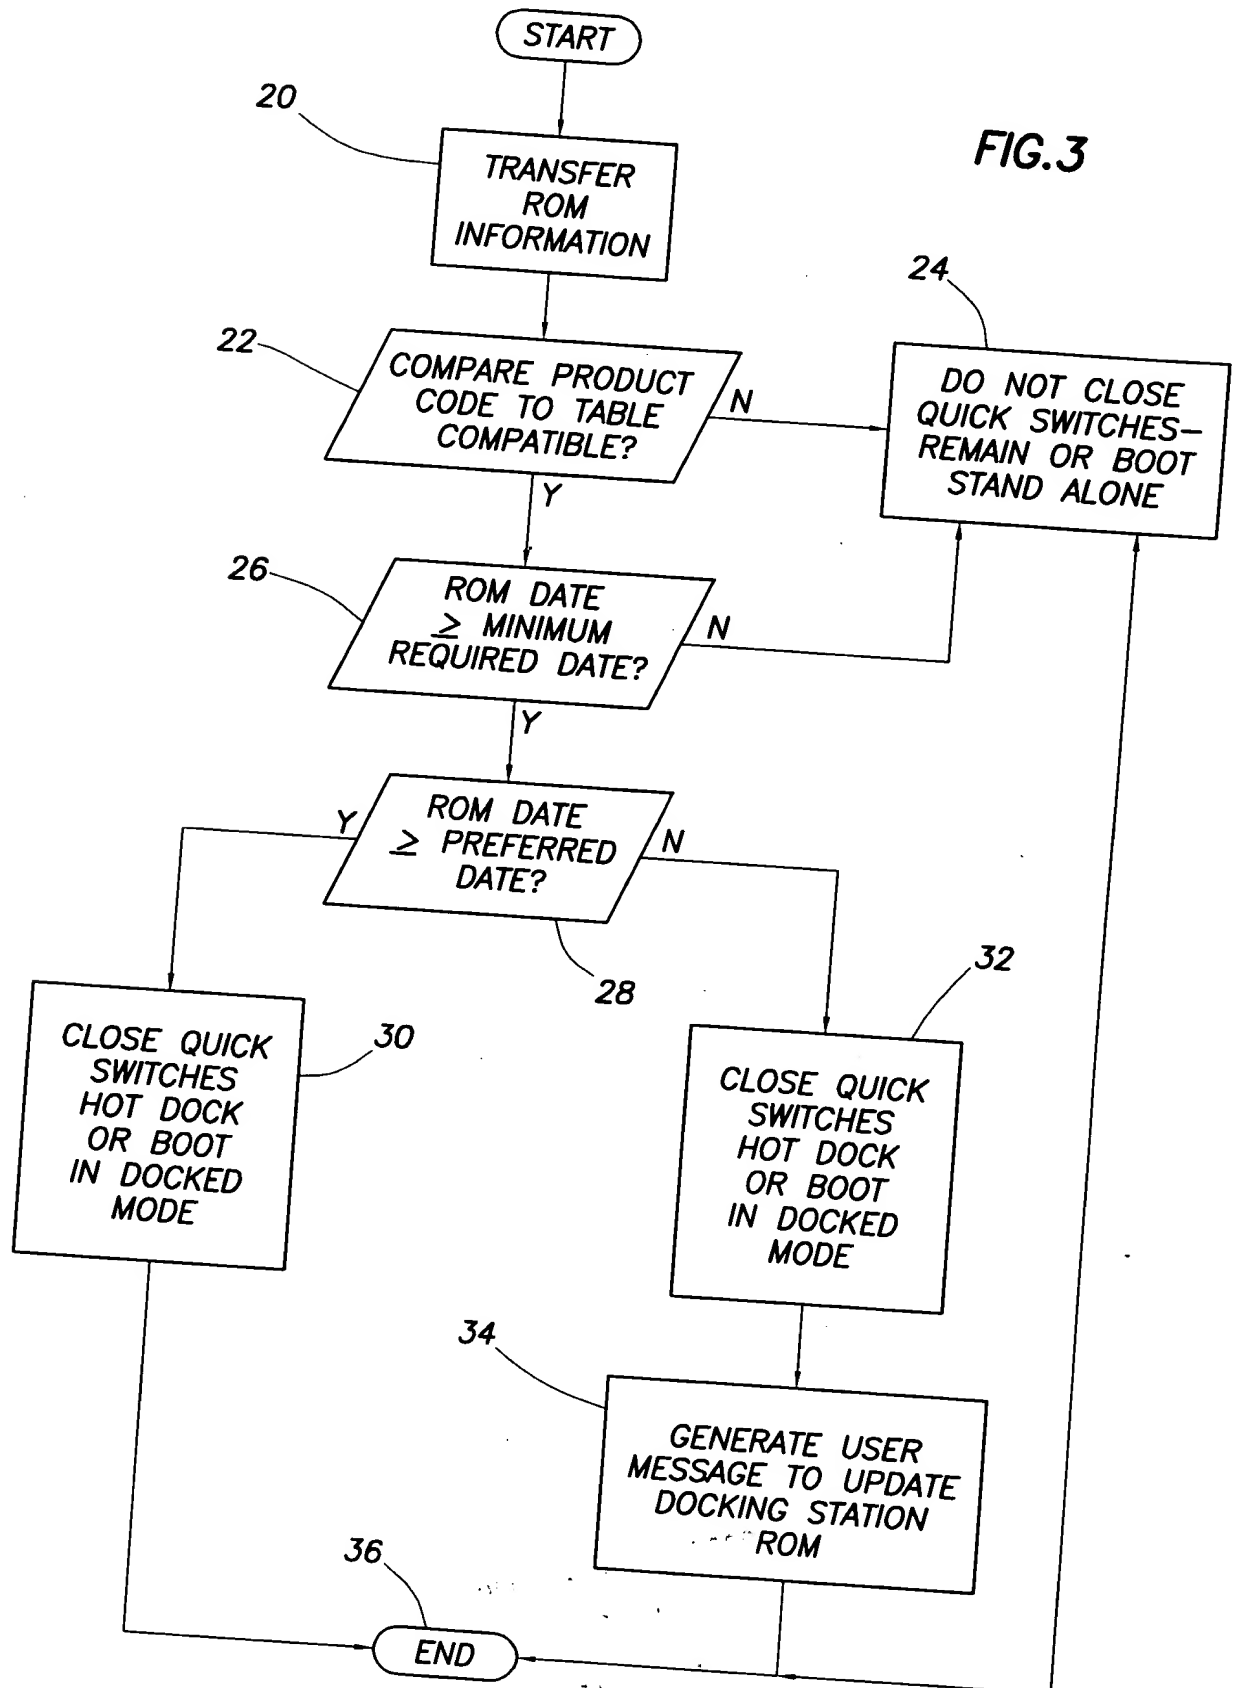 START
20
FIG.3
TRANSFER
ROM
INFORMATION
24
22
COMPARE PRODUCT
CODE TO TABLE
COMPATIBLE?
N
DO NOT CLOSE
QUICK SWITCHES–
REMAIN OR BOOT
STAND ALONE
Y
26
ROM DATE
≥ MINIMUM
REQUIRED DATE?
N
Y
ROM DATE
≥ PREFERRED
DATE?
Y
N
28
32
30
CLOSE QUICK
SWITCHES
HOT DOCK
OR BOOT
IN DOCKED
MODE
CLOSE QUICK
SWITCHES
HOT DOCK
OR BOOT
IN DOCKED
MODE
34
GENERATE USER
MESSAGE TO UPDATE
DOCKING STATION
ROM
36
END